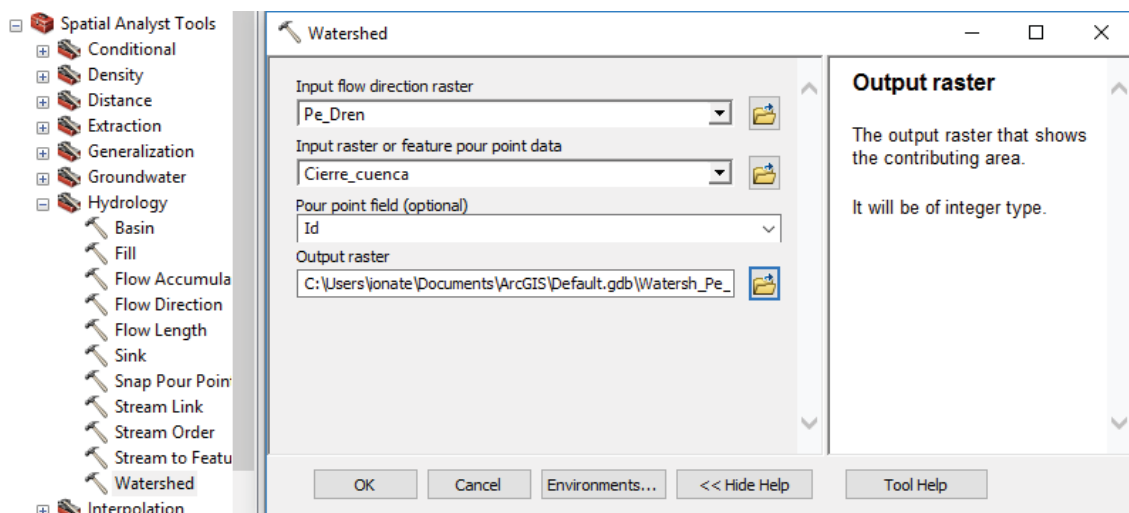 Spatial Analyst Tools
Conditional
Density
Distance
Extraction
Generalization
Groundwater
Hydrology
Basin
Fill
Flow Accumula
Flow Direction
Flow Length
Sink
Snap Pour Poin
Stream Link
Stream Order
Stream to Featu
Watershed
Interpolation
Watershed
Input flow direction raster
Pe_Dren
Input raster or feature pour point data
Cierre_cuenca
Pour point field (optional)
Id
Output raster
C:\Users\ionate\Documents\ArcGIS\Default.gdb\Watersh_Pe_
OK
Cancel
Environments...
<< Hide Help
Tool Help
Output raster
The output raster that shows
the contributing area.
It will be of integer type.